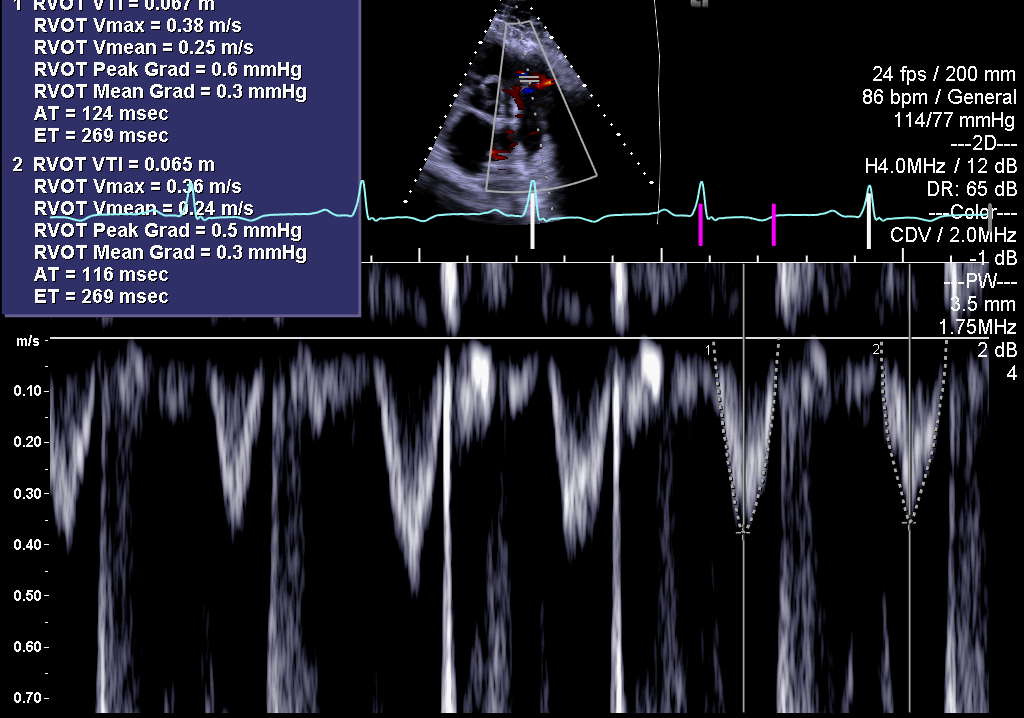 1 RVOT VTI = 0.067 m
RVOT Vmax = 0.38 m/s
RVOT Vmean = 0.25 m/s
RVOT Peak Grad = 0.6 mmHg
RVOT Mean Grad = 0.3 mmHg
AT = 124 msec
ET = 269 msec
2 RVOT VTI = 0.065 m
RVOT Vmax = 0.36 m/s
RVOT Vmean = 0.24 m/s
RVOT Peak Grad = 0.5 mmHg
RVOT Mean Grad = 0.3 mmHg
AT = 116 msec
ET = 269 msec
24 fps / 200 mm
86 bpm / General
114/77 mmHg
---2D---
H4.0MHz / 12 dB
DR: 65 dB
---Color---
CDV / 2.0MHz
-1 dB
---PW---
3.5 mm
1.75MHz
2 dB
4
m/s
1
2
0.10
0.20
0.30
0.40
0.50
0.60
0.70